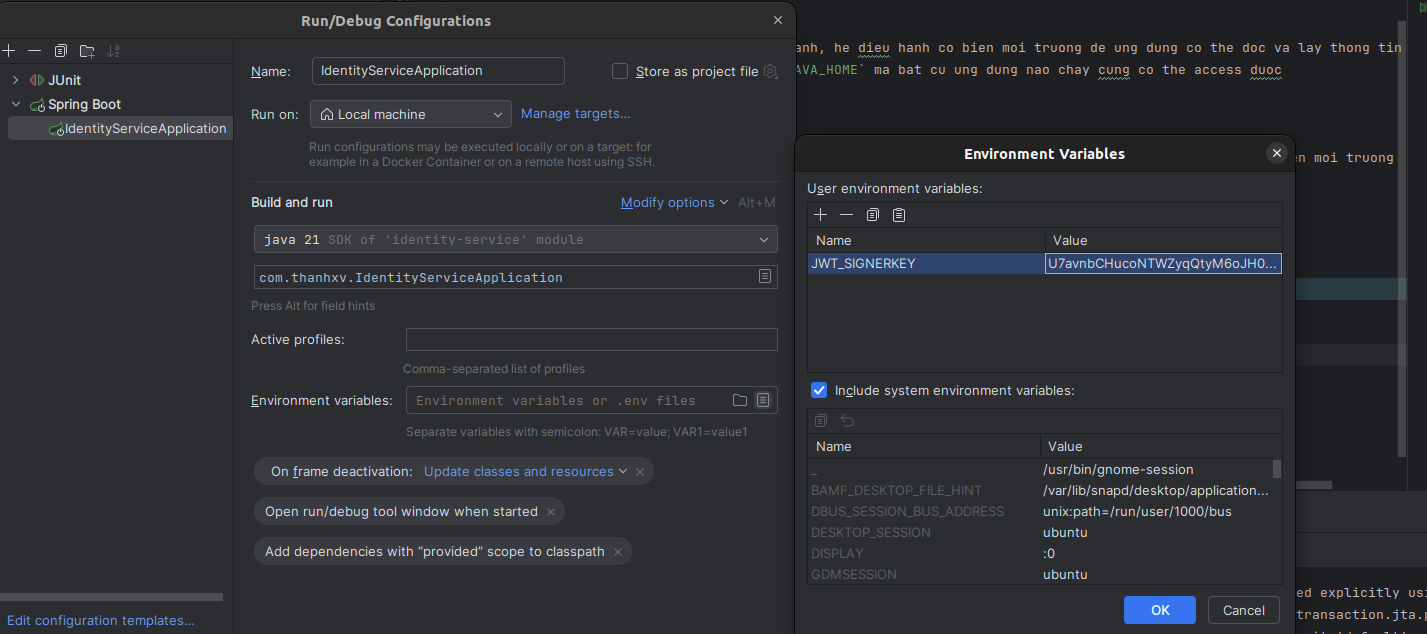 Run/Debug Configurations
JUnit
Spring Boot
IdentityServiceApplication
Edit configuration templates...
Name:
IdentityServiceApplication
Store as project file
Run on:
Local machine
Manage targets...
Run configurations may be executed locally or on a target: for
example in a Docker Container or on a remote host using SSH.
Build and run
Modify options
Alt+M
java 21 SDK of 'identity-service' module
com.thanhxv.IdentityServiceApplication
Press Alt for field hints
Active profiles:
Comma-separated list of profiles
Environment variables:
Environment variables or .env files
Separate variables with semicolon: VAR=value; VAR1=value1
On frame deactivation: Update classes and resources
Open run/debug tool window when started
Add dependencies with “provided” scope to classpath
anh, he dieu hanh co bien moi truong de ung dung co the doc va lay thong tin
AVA_HOME` ma bat cu ung dung nao chay cung co the access duoc
en moi truong
Environment Variables
User environment variables:
Name Value
JWT_SIGNERKEY U7avnbCHucoNTWZyqQtyM6oJH0...
Include system environment variables:
Name Value
_ /usr/bin/gnome-session
BAMF_DESKTOP_FILE_HINT /var/lib/snapd/desktop/application...
DBUS_SESSION_BUS_ADDRESS unix:path=/run/user/1000/bus
DESKTOP_SESSION ubuntu
DISPLAY :0
GDMSESSION ubuntu
OK Cancel
ed explicitly usi
transaction.jta.p